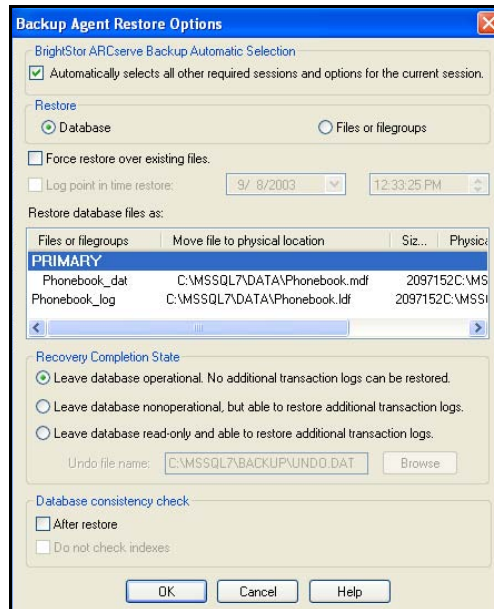 Backup Agent Restore Options
BrightStor ARCserve Backup Automatic Selection
Automatically selects all other required sessions and options for the current session.
Restore
Database Files or filegroups
Force restore over existing files.
Log point in time restore: 9/ 8/2003 12:33:25 PM
Restore database files as:
Files or filegroups Move file to physical location Siz... Physica
PRIMARY
Phonebook_dat C:\MSSQL7\DATA\Phonebook.mdf 2097152C:\MS
Phonebook_log C:\MSSQL7\DATA\Phonebook.ldf 2097152C:\MSS
Recovery Completion State
Leave database operational. No additional transaction logs can be restored.
Leave database nonoperational, but able to restore additional transaction logs.
Leave database read-only and able to restore additional transaction logs.
Undo file name: C:\MSSQL7\BACKUP\UNDO.DAT Browse
Database consistency check
After restore
Do not check indexes
OK Cancel Help